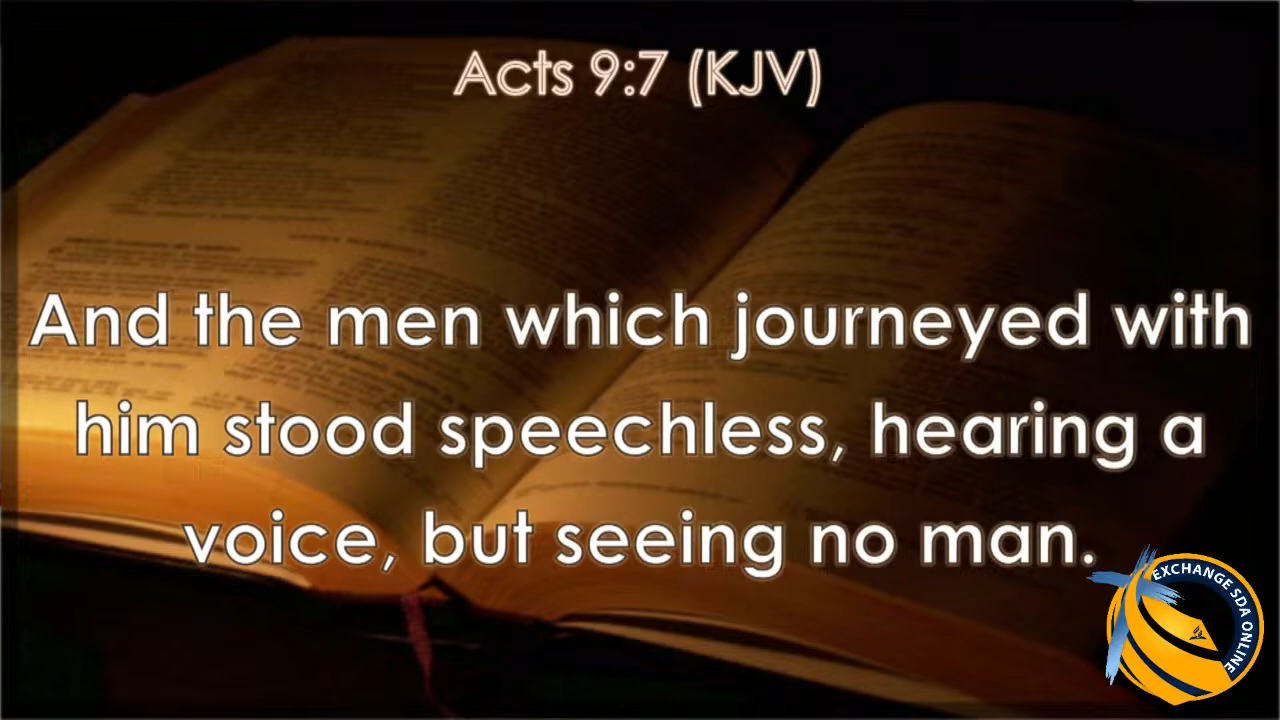 Acts 9:7 (KJV)
And the men which journeyed with
him stood speechless, hearing a
voice, but seeing no man.
EXCHANGE SDA ONLINE